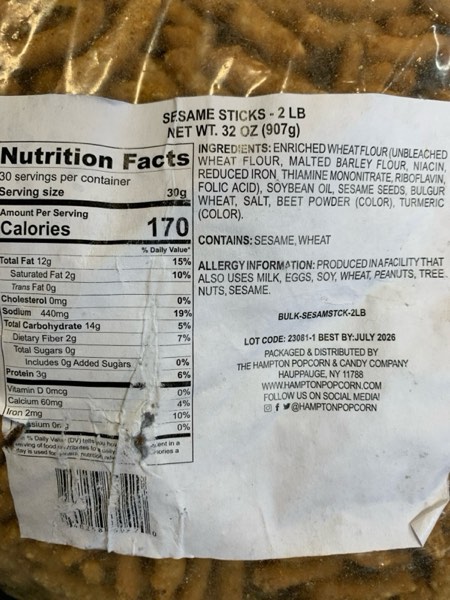 SESAME STICKS - 2 LB
NET WT. 32 OZ (907g)
Nutrition Facts
30 servings per container
Serving size 30g
Amount Per Serving
Calories 170
% Daily Value*
Total Fat 12g 15%
Saturated Fat 2g 10%
Trans Fat 0g
Cholesterol 0mg 0%
Sodium 440mg 19%
Total Carbohydrate 14g 5%
Dietary Fiber 2g 7%
Total Sugars 0g
Includes 0g Added Sugars 0%
Protein 3g 6%
Vitamin D 0mcg 0%
Calcium 60mg 4%
Iron 2mg 10%
0%
INGREDIENTS: ENRICHED WHEAT FLOUR (UNBLEACHED
WHEAT FLOUR, MALTED BARLEY FLOUR, NIACIN,
REDUCED IRON, THIAMINE MONONITRATE, RIBOFLAVIN,
FOLIC ACID), SOYBEAN OIL, SESAME SEEDS, BULGUR
WHEAT, SALT, BEET POWDER (COLOR), TURMERIC
(COLOR).
CONTAINS: SESAME, WHEAT
ALLERGY INFORMATION: PRODUCED IN A FACILITY THAT
ALSO USES MILK, EGGS, SOY, WHEAT, PEANUTS, TREE
NUTS, SESAME.
BULK-SESAMSTCK-2LB
LOT CODE: 23081-1 BEST BY:JULY 2026
PACKAGED & DISTRIBUTED BY
THE HAMPTON POPCORN & CANDY COMPANY
HAUPPAUGE, NY 11788
WWW.HAMPTONPOPCORN.COM
FOLLOW US ON SOCIAL MEDIA!
@HAMPTONPOPCORN